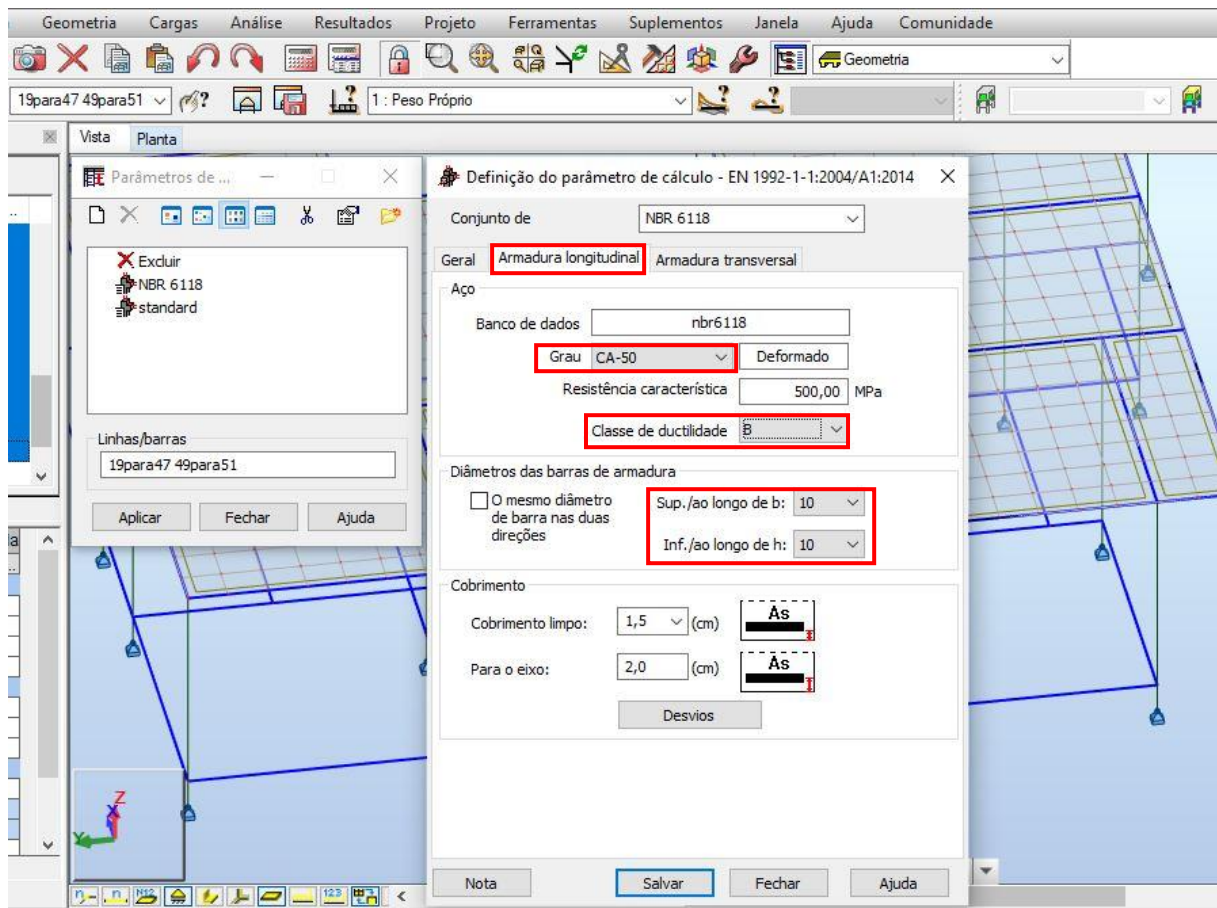 Geometria Cargas Análise Resultados Projeto Ferramentas Suplementos Janela Ajuda Comunidade
Geometria
19para47 49para51 1 : Peso Próprio
Vista Planta
Parâmetros de ...
Definição do parâmetro de cálculo - EN 1992-1-1:2004/A1:2014
Conjunto de NBR 6118
Excluir
NBR 6118
standard
Geral Armadura longitudinal Armadura transversal
Aço
Banco de dados nbr6118
Grau CA-50 Deformado
Resistência característica 500,00 MPa
Classe de ductilidade B
Linhas/barras
19para47 49para51
Aplicar Fechar Ajuda
Diâmetros das barras de armadura
O mesmo diâmetro de barra nas duas direções
Sup./ao longo de b: 10
Inf./ao longo de h: 10
Cobrimento
Cobrimento limpo: 1,5 (cm) As
Para o eixo: 2,0 (cm) As
Desvios
Z
X
Y
Nota Salvar Fechar Ajuda